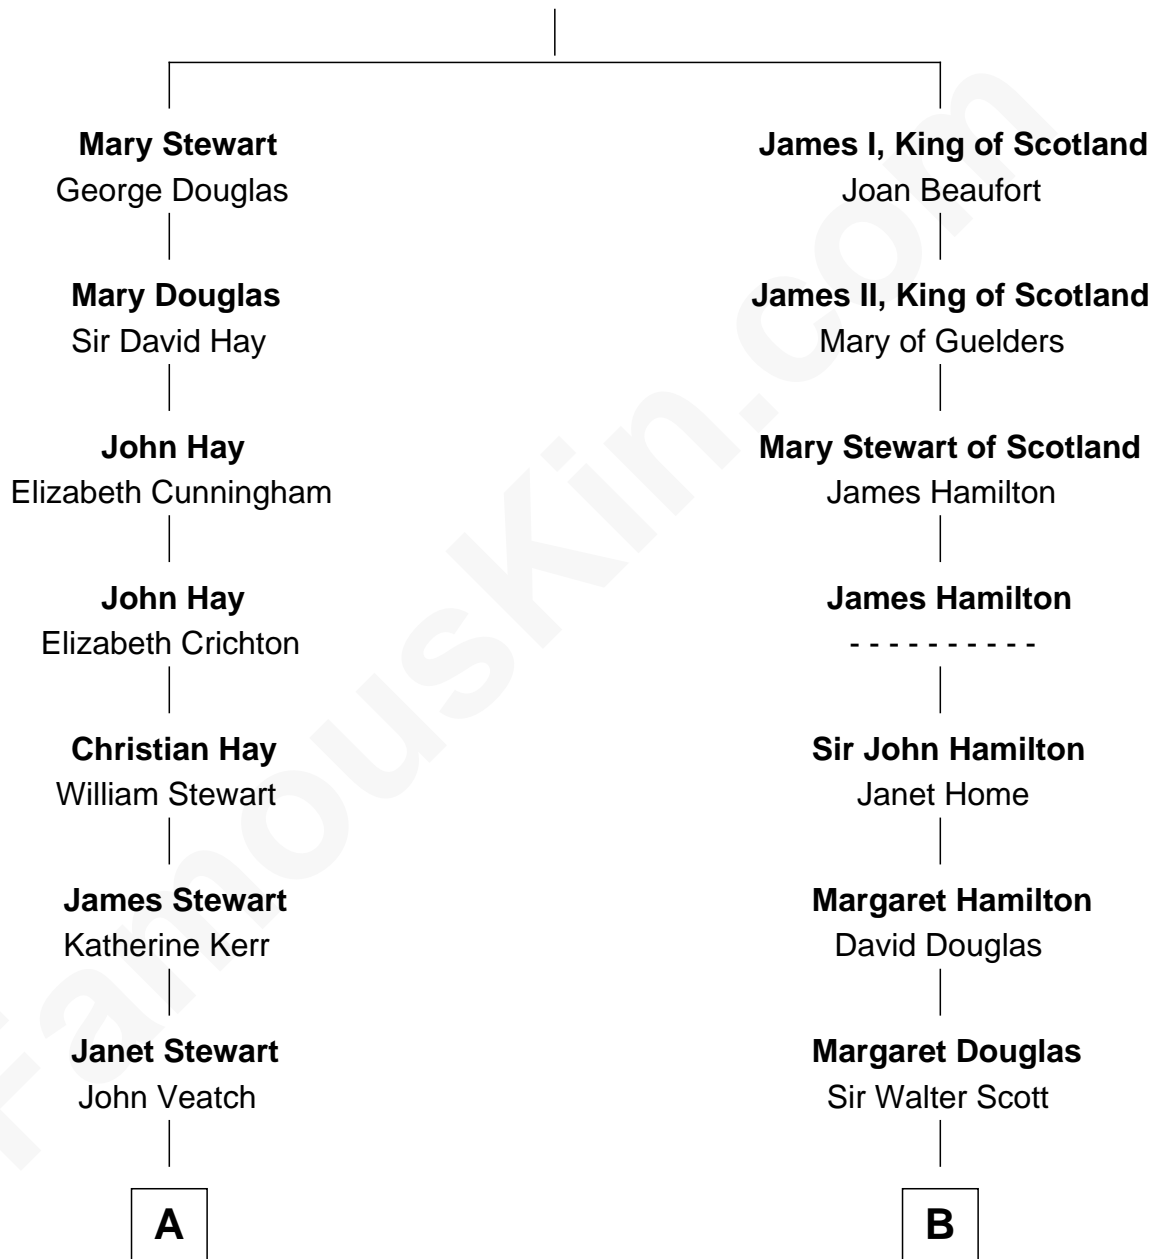 Mary Stewart
George Douglas
Mary Douglas
Sir David Hay
John Hay
Elizabeth Cunningham
John Hay
Elizabeth Crichton
Christian Hay
William Stewart
James Stewart
Katherine Kerr
Janet Stewart
John Veatch
A
James I, King of Scotland
Joan Beaufort
James II, King of Scotland
Mary of Guelders
Mary Stewart of Scotland
James Hamilton
James Hamilton
- - - - - - - - - -
Sir John Hamilton
Janet Home
Margaret Hamilton
David Douglas
Margaret Douglas
Sir Walter Scott
B
FamousKin.com